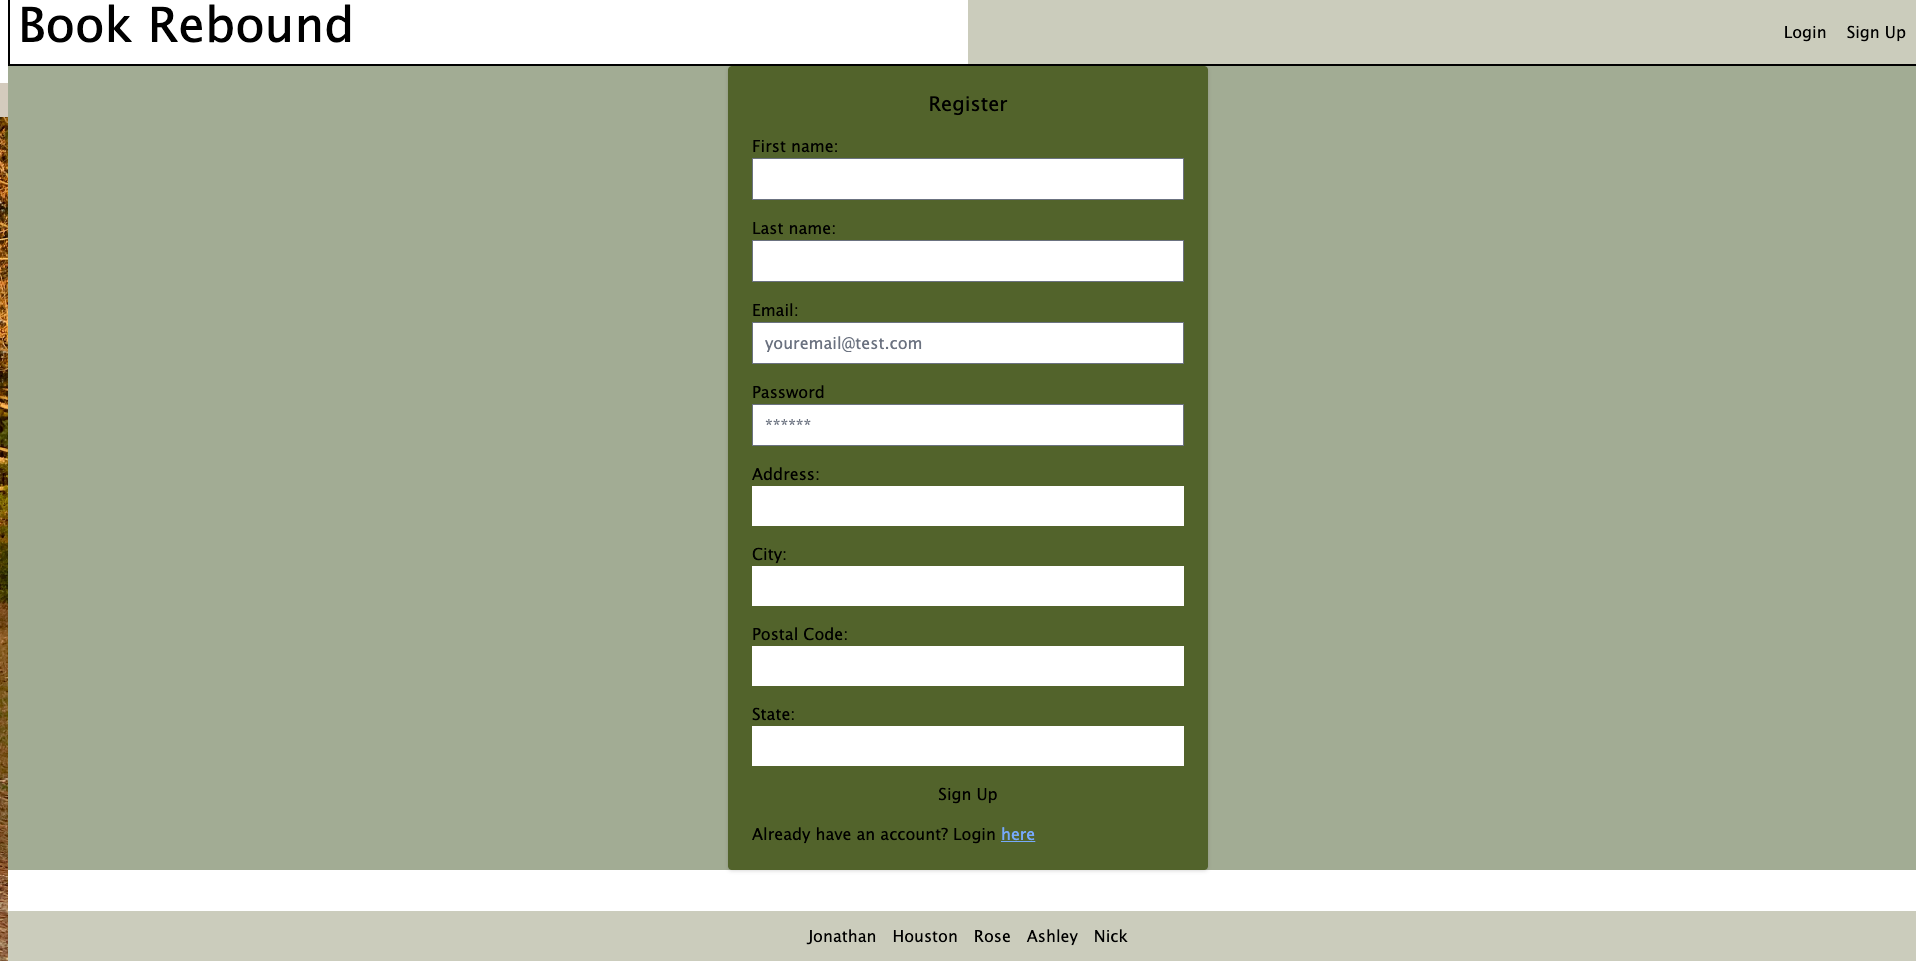 Book Rebound
Login Sign Up
Register
First name:
Last name:
Email:
youremail@test.com
Password
******
Address:
City:
Postal Code:
State:
Sign Up
Already have an account? Login here
Jonathan Houston Rose Ashley Nick